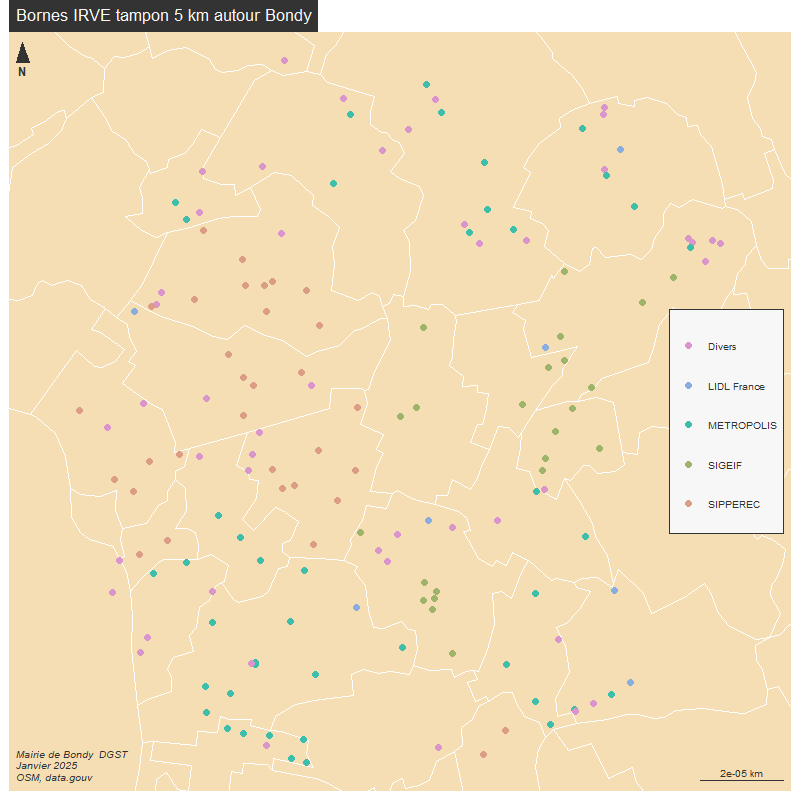 Bornes IRVE tampon 5 km autour Bondy
N
Divers
LIDL France
METROPOLIS
SIGEIF
SIPPEREC
Mairie de Bondy DGST
Janvier 2025
OSM, data.gouv
2e-05 km